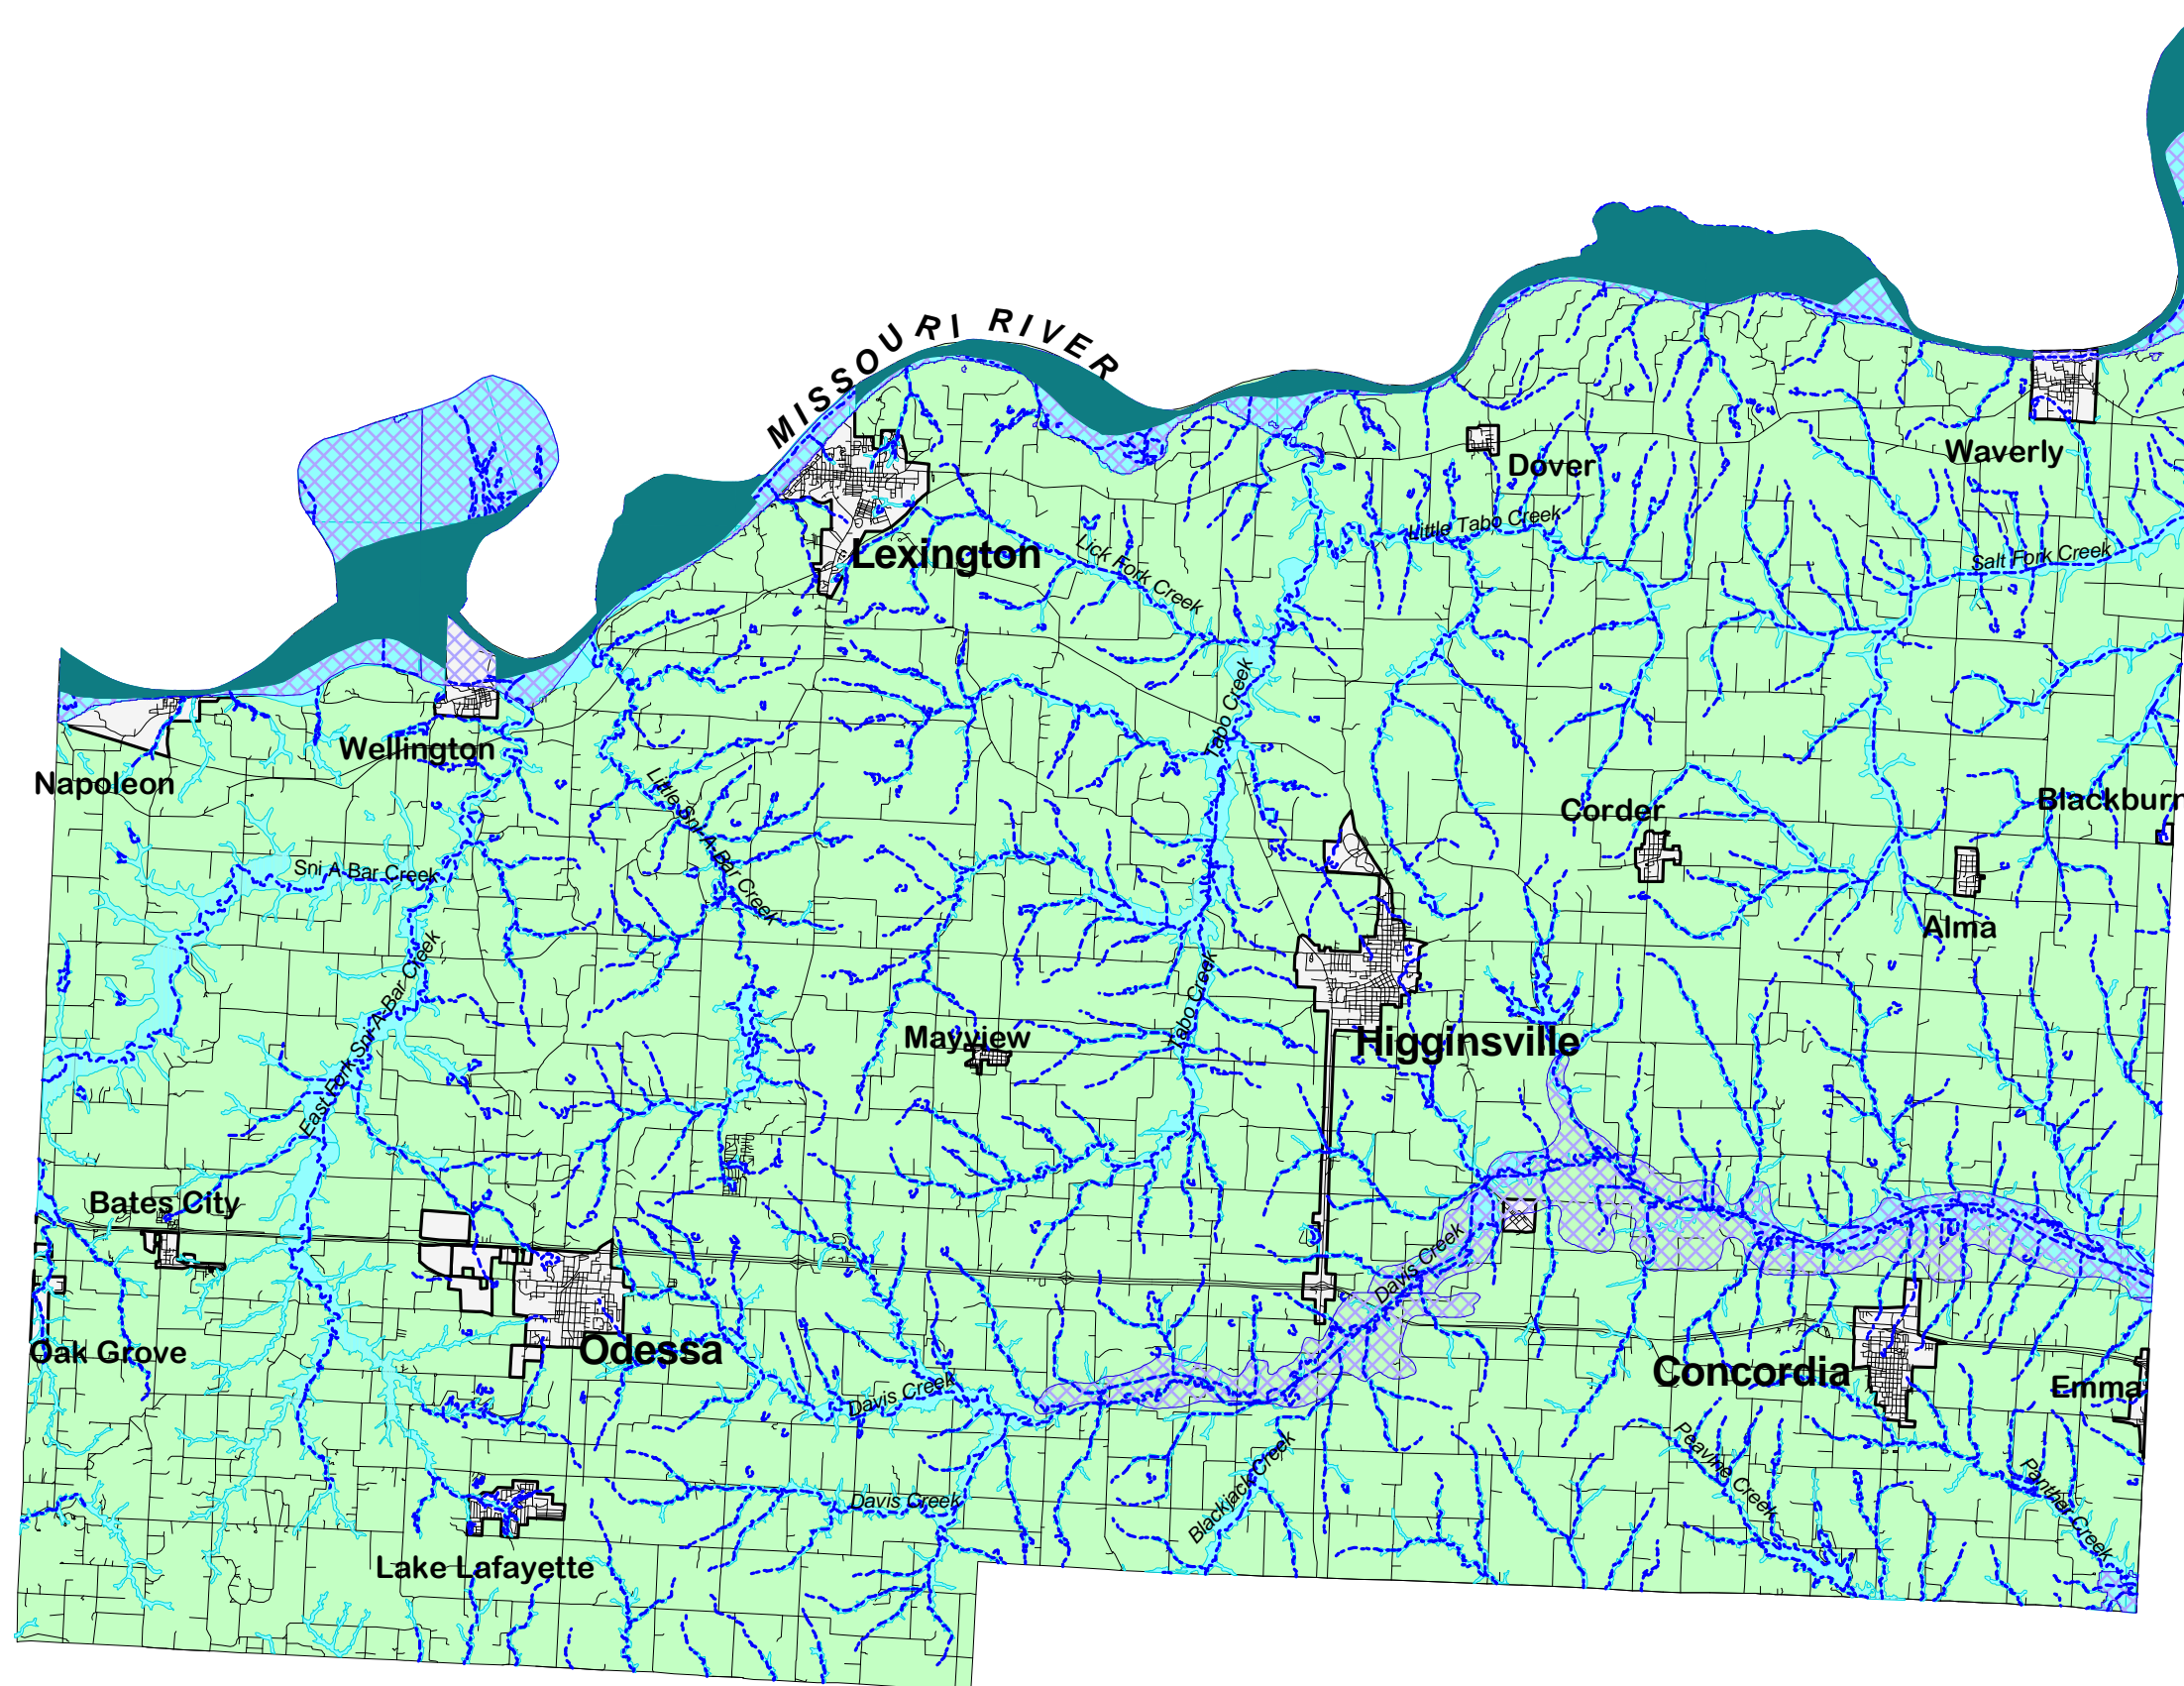 MISSOURI RIVER
Waverly
Dover
Little Tabo Creek
Lexington
Lick Fork Creek
Salt Fork Creek
Tabo Creek
Wellington
Napoleon
Little Sni-A-Bar Creek
Corder
Blackburn
Sni-A-Bar Creek
Alma
East Fork Sni-A-Bar Creek
Tabo Creek
Mayview
Higginsville
Bates City
Davis Creek
Oak Grove
Odessa
Concordia
Emma
Davis Creek
Peavine Creek
Blackjack Creek
Panther Creek
Davis Creek
Lake Lafayette